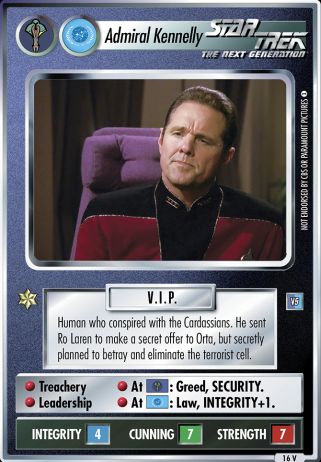 Admiral Kennelly
STAR TREK
THE NEXT GENERATION
NOT ENDORSED BY CBS OR PARAMOUNT PICTURES
V.I.P.
VS
Human who conspired with the Cardassians. He sent
Ro Laren to make a secret offer to Orta, but secretly
planned to betray and eliminate the terrorist cell.
Treachery
At : Greed, SECURITY.
Leadership
At : Law, INTEGRITY+1.
INTEGRITY 4 CUNNING 7 STRENGTH 7
16 V